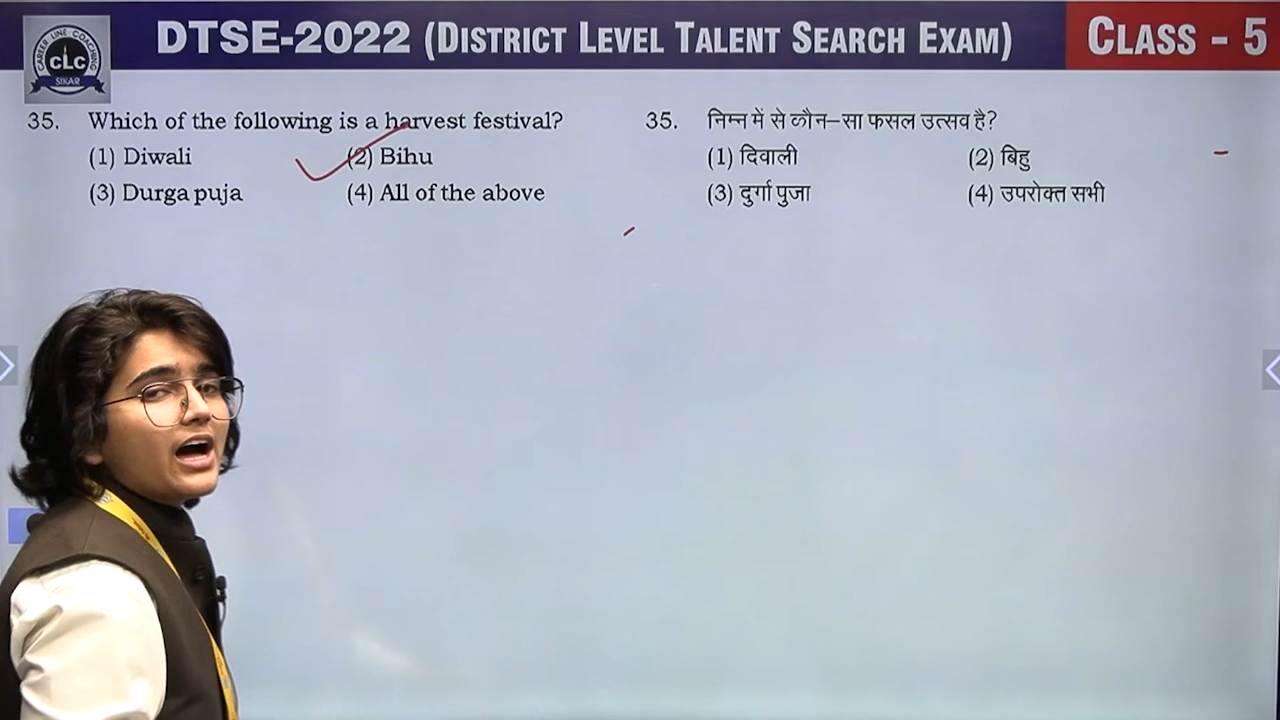 CAREER LINE COACHING
CLC
SIKAR
DTSE-2022 (DISTRICT LEVEL TALENT SEARCH EXAM)
CLASS - 5
35. Which of the following is a harvest festival?
(1) Diwali (2) Bihu
(3) Durga puja (4) All of the above
35. निम्न में से कौन–सा फसल उत्सव है?
(1) दिवाली (2) बिहु
(3) दुर्गा पुजा (4) उपरोक्त सभी